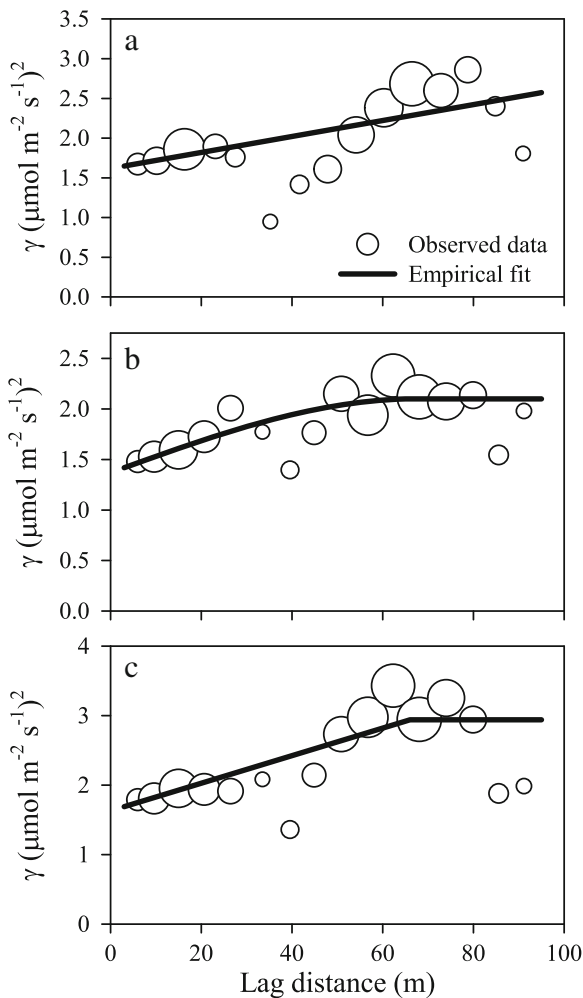 a
3.5
3.0
2.5
2.0
1.5
1.0
0.5
0.0
γ (μmol m-2 s-1)2
Observed data
Empirical fit
b
2.5
2.0
1.5
1.0
0.5
0.0
γ (μmol m-2 s-1)2
c
4
3
2
1
0
γ (μmol m-2 s-1)2
0 20 40 60 80 100
Lag distance (m)